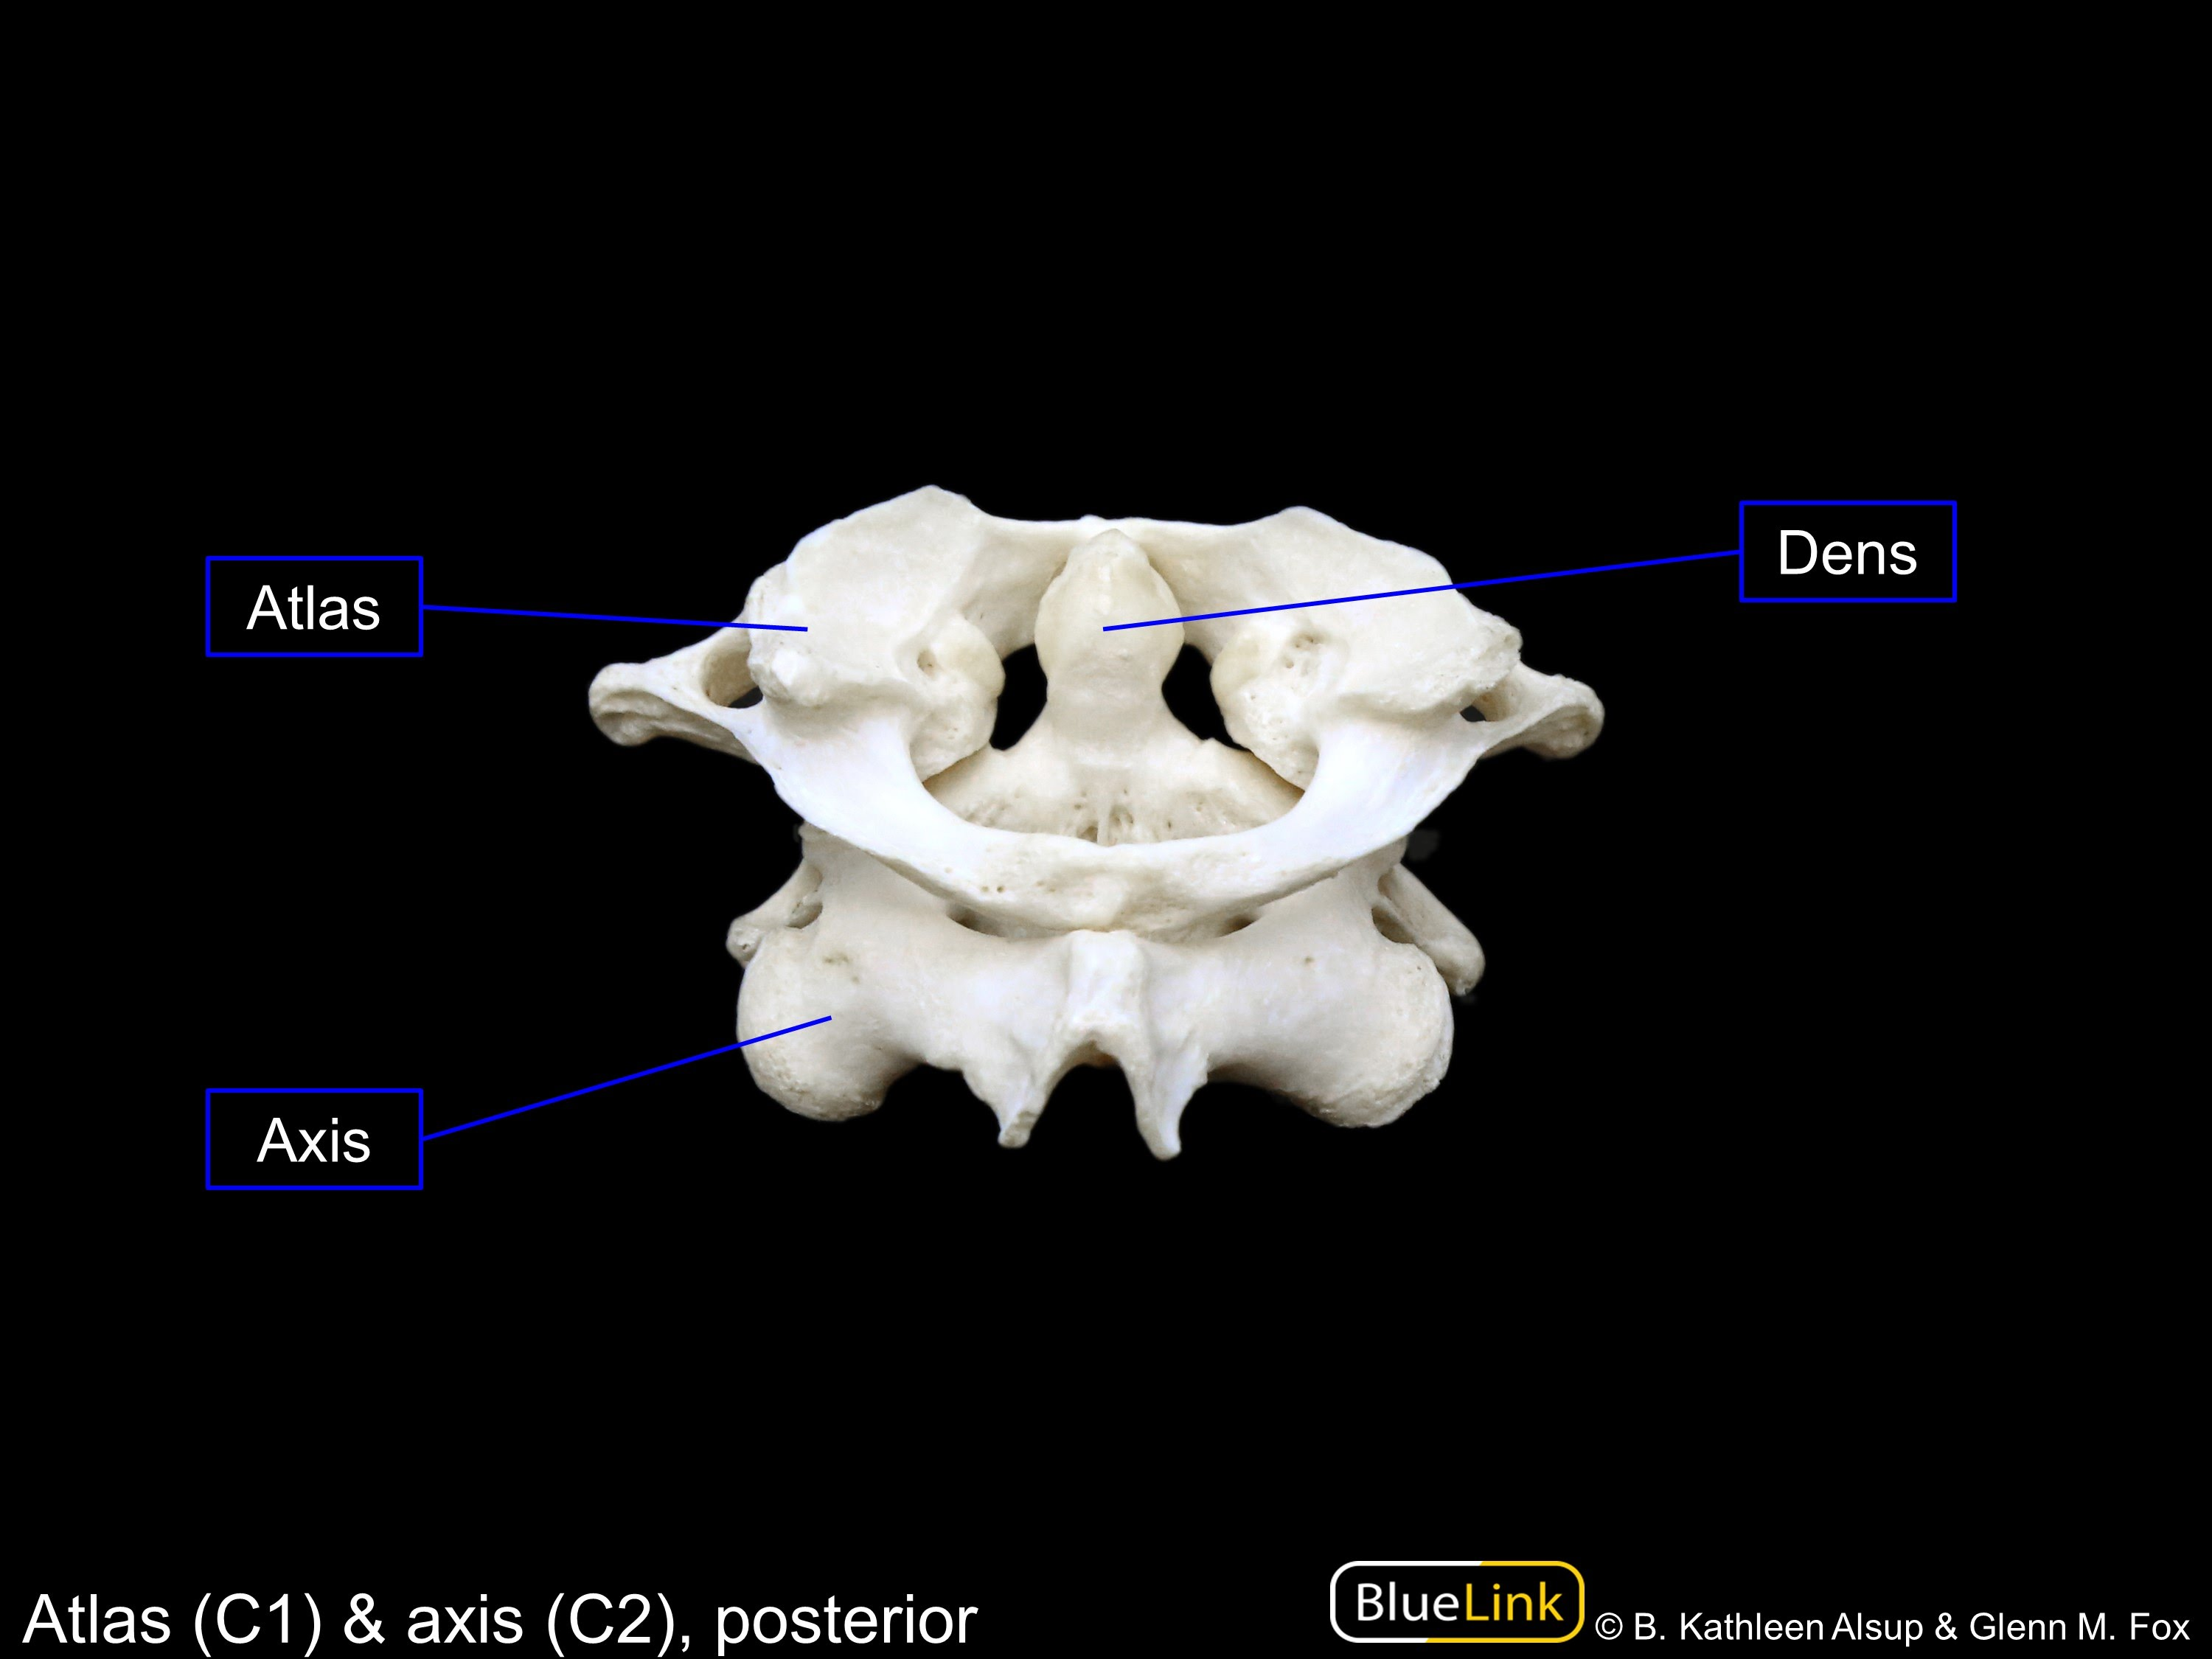 Dens
Atlas
Axis
Atlas (C1) & axis (C2), posterior
BlueLink
© B. Kathleen Alsup & Glenn M. Fox